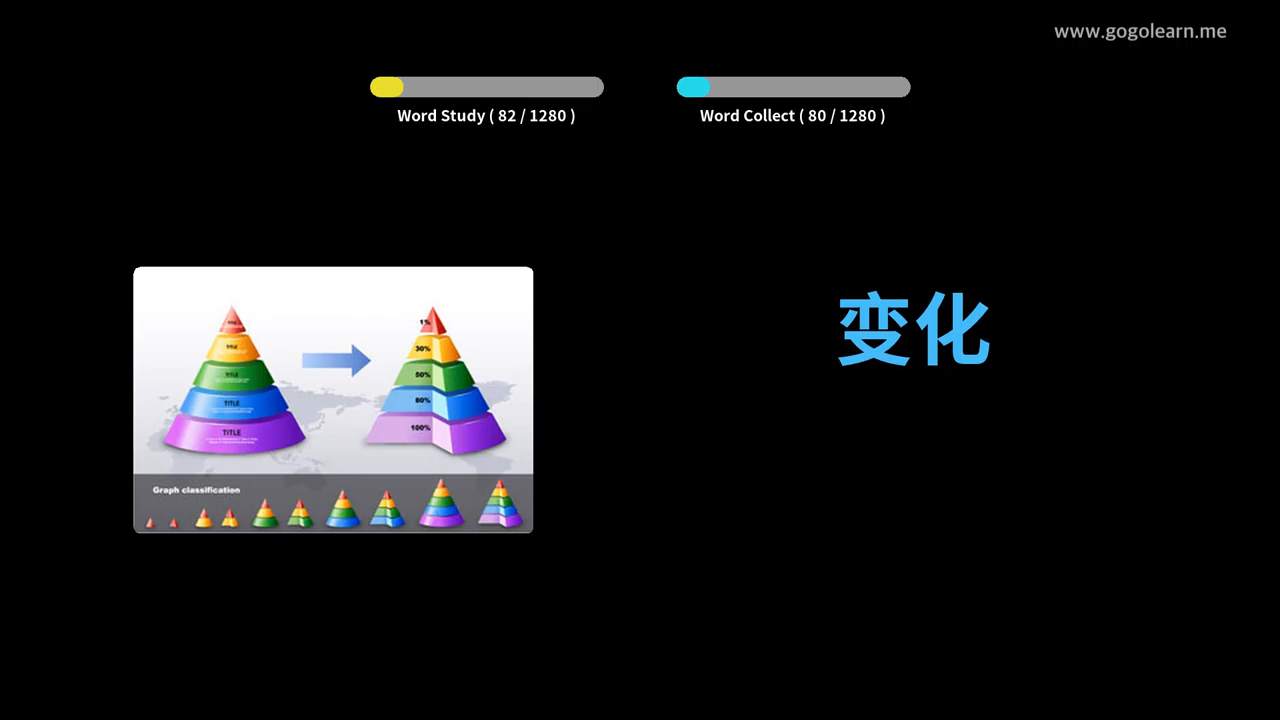 www.gogolearn.me
Word Study ( 82 / 1280 )
Word Collect ( 80 / 1280 )
变化
TITLE
TITLE
TITLE
TITLE
1%
30%
50%
80%
100%
Graph classification